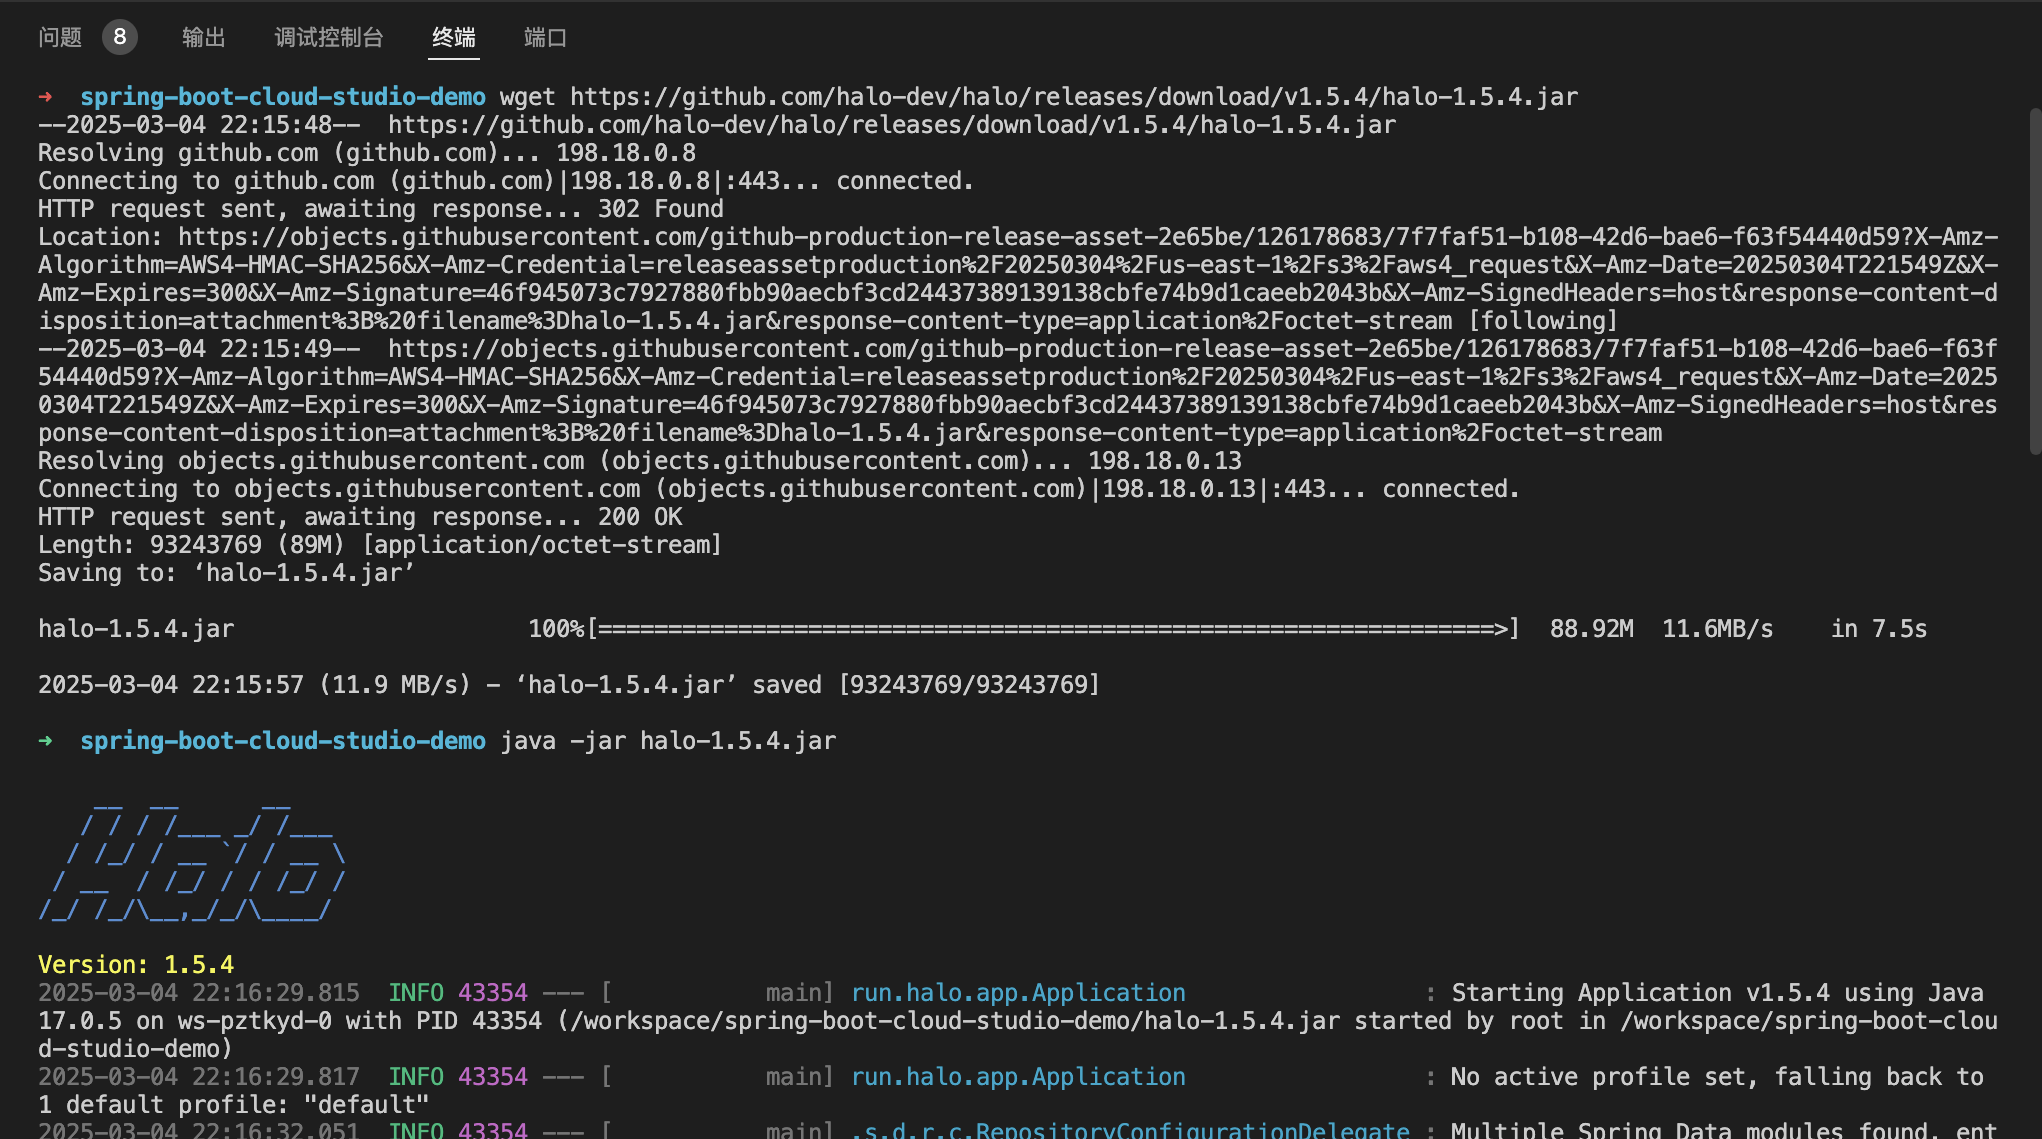 问题 8 输出 调试控制台 终端 端口
➜  spring-boot-cloud-studio-demo wget https://github.com/halo-dev/halo/releases/download/v1.5.4/halo-1.5.4.jar
--2025-03-04 22:15:48--  https://github.com/halo-dev/halo/releases/download/v1.5.4/halo-1.5.4.jar
Resolving github.com (github.com)... 198.18.0.8
Connecting to github.com (github.com)|198.18.0.8|:443... connected.
HTTP request sent, awaiting response... 302 Found
Location: https://objects.githubusercontent.com/github-production-release-asset-2e65be/126178683/7f7faf51-b108-42d6-bae6-f63f54440d59?X-Amz-
Algorithm=AWS4-HMAC-SHA256&X-Amz-Credential=releaseassetproduction%2F20250304%2Fus-east-1%2Fs3%2Faws4_request&X-Amz-Date=20250304T221549Z&X-
Amz-Expires=300&X-Amz-Signature=46f945073c7927880fbb90aecbf3cd24437389139138cbfe74b9d1caeeb2043b&X-Amz-SignedHeaders=host&response-content-d
isposition=attachment%3B%20filename%3Dhalo-1.5.4.jar&response-content-type=application%2Foctet-stream [following]
--2025-03-04 22:15:49--  https://objects.githubusercontent.com/github-production-release-asset-2e65be/126178683/7f7faf51-b108-42d6-bae6-f63f
54440d59?X-Amz-Algorithm=AWS4-HMAC-SHA256&X-Amz-Credential=releaseassetproduction%2F20250304%2Fus-east-1%2Fs3%2Faws4_request&X-Amz-Date=2025
0304T221549Z&X-Amz-Expires=300&X-Amz-Signature=46f945073c7927880fbb90aecbf3cd24437389139138cbfe74b9d1caeeb2043b&X-Amz-SignedHeaders=host&res
ponse-content-disposition=attachment%3B%20filename%3Dhalo-1.5.4.jar&response-content-type=application%2Foctet-stream
Resolving objects.githubusercontent.com (objects.githubusercontent.com)... 198.18.0.13
Connecting to objects.githubusercontent.com (objects.githubusercontent.com)|198.18.0.13|:443... connected.
HTTP request sent, awaiting response... 200 OK
Length: 93243769 (89M) [application/octet-stream]
Saving to: ‘halo-1.5.4.jar’
halo-1.5.4.jar                     100%[================================================================>]  88.92M  11.6MB/s    in 7.5s
2025-03-04 22:15:57 (11.9 MB/s) - ‘halo-1.5.4.jar’ saved [93243769/93243769]
➜  spring-boot-cloud-studio-demo java -jar halo-1.5.4.jar
    __  __      __
   / / / /___ _/ /___
  / /_/ / __ `/ / __ \
 / __  / /_/ / / /_/ /
/_/ /_/\__,_/_/\____/
Version: 1.5.4
2025-03-04 22:16:29.815  INFO 43354 --- [           main] run.halo.app.Application                 : Starting Application v1.5.4 using Java
17.0.5 on ws-pztkyd-0 with PID 43354 (/workspace/spring-boot-cloud-studio-demo/halo-1.5.4.jar started by root in /workspace/spring-boot-clou
d-studio-demo)
2025-03-04 22:16:29.817  INFO 43354 --- [           main] run.halo.app.Application                 : No active profile set, falling back to
1 default profile: "default"
2025-03-04 22:16:32.051  INFO 43354 --- [           main] .s.d.r.c.RepositoryConfigurationDelegate : Multiple Spring Data modules found, ent